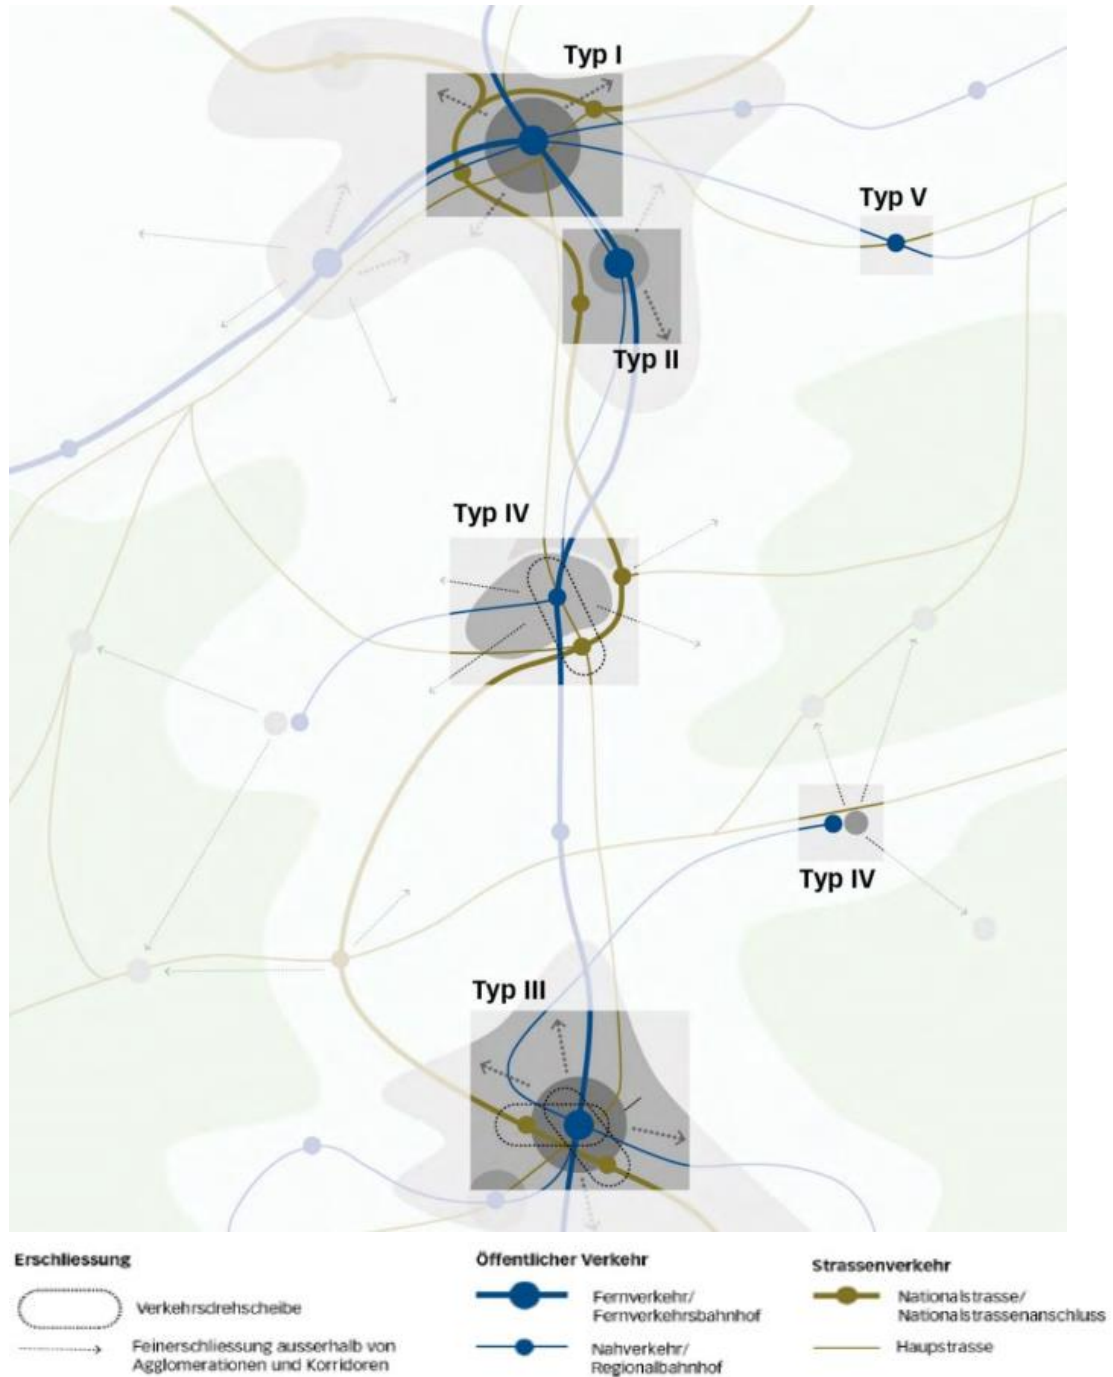 Typ I
Typ V
Typ II
Typ IV
Typ IV
Typ III
Erschliessung
Verkehrsdrehscheibe
Feinerschliessung ausserhalb von
Agglomerationen und Korridoren
Öffentlicher Verkehr
Fernverkehr/
Fernverkehrsbahnhof
Nahverkehr/
Regionalbahnhof
Strassenverkehr
Nationalstrasse/
Nationalstrassenanschluss
Haupstrasse